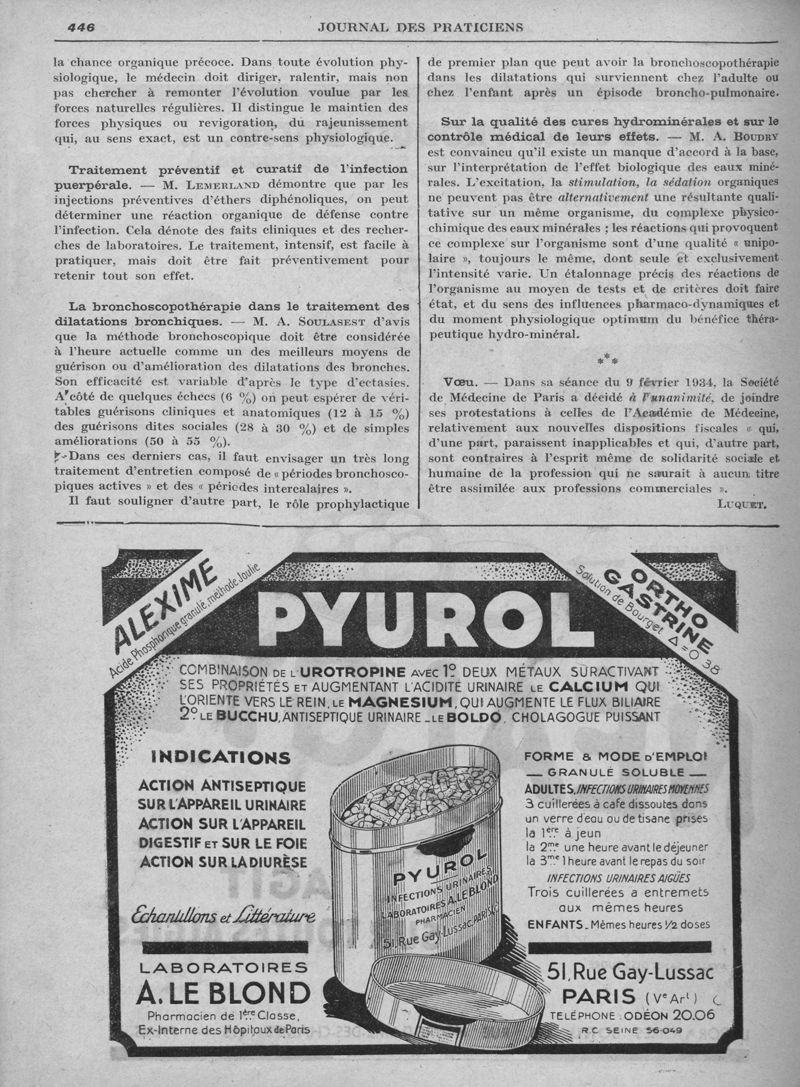 446
JOURNAL DES PRATICIENS
la chance organique précoce. Dans toute évolution phy-
siologique, le médecin doit diriger, ralentir, mais non
pas chercher à remonter l'évolution voulue par les
forces naturelles régulières. Il distingue le maintien des
forces physiques ou revigoration, du rajeunissement
qui, au sens exact, est un contre-sens physiologique.
Traitement préventif et curatif de l'infection
puerpérale. — M. LEMERLAND démontre que par les
injections préventives d'éthers diphénoliques, on peut
déterminer une réaction organique de défense contre
l'infection. Cela dénote des faits cliniques et des recher-
ches de laboratoires. Le traitement, intensif, est facile à
pratiquer, mais doit être fait préventivement pour
retenir tout son effet.
La bronchoscopothérapie dans le traitement des
dilatations bronchiques. — M. A. SOULASEST d'avis
que la méthode bronchoscopique doit être considérée
à l'heure actuelle comme un des meilleurs moyens de
guérison ou d'amélioration des dilatations des bronches.
Son efficacité est variable d'après le type d'ectasies.
A côté de quelques échecs (6 %) on peut espérer de véri-
tables guérisons cliniques et anatomiques (12 à 15 %)
des guérisons dites sociales (28 à 30 %) et de simples
améliorations (50 à 55 %).
Dans ces derniers cas, il faut envisager un très long
traitement d'entretien composé de « périodes bronchosco-
piques actives » et des « périodes intercalaires ».
Il faut souligner d'autre part, le rôle prophylactique
de premier plan que peut avoir la bronchoscopothérapie
dans les dilatations qui surviennent chez l'adulte ou
chez l'enfant après un épisode broncho-pulmonaire.
Sur la qualité des cures hydrominérales et sur le
contrôle médical de leurs effets. — M. A. BOUDRY
est convaincu qu'il existe un manque d'accord à la base,
sur l'interprétation de l'effet biologique des eaux miné-
rales. L'excitation, la stimulation, la sédation organiques
ne peuvent pas être alternativement une résultante quali-
tative sur un même organisme, du complexe physico-
chimique des eaux minérales ; les réactions qui provoquent
ce complexe sur l'organisme sont d'une qualité « unipo-
laire », toujours le même, dont seule et exclusivement
l'intensité varie. Un étalonnage précis des réactions de
l'organisme au moyen de tests et de critères doit faire
état, et du sens des influences pharmaco-dynamiques et
du moment physiologique optimum du bénéfice théra-
peutique hydro-minéral.
***
Vœu. — Dans sa séance du 9 février 1934, la Société
de Médecine de Paris a décidé à l'unanimité, de joindre
ses protestations à celles de l'Académie de Médecine,
relativement aux nouvelles dispositions fiscales « qui,
d'une part, paraissent inapplicables et qui, d'autre part,
sont contraires à l'esprit même de solidarité sociale et
humaine de la profession qui ne saurait à aucun titre
être assimilée aux professions commerciales ».
LUQUET.
ALEXIME
Acide Phosphorique granulé, méthode Joulie
PYUROL
ORTHO
GASTRINE
Solution de Bourget Δ=0.38
COMBINAISON DE L'UROTROPINE AVEC 1º DEUX MÉTAUX SURACTIVANT
SES PROPRIÉTÉS ET AUGMENTANT L'ACIDITÉ URINAIRE LE CALCIUM QUI
L'ORIENTE VERS LE REIN, LE MAGNESIUM, QUI AUGMENTE LE FLUX BILIAIRE
2º LE BUCCHU, ANTISEPTIQUE URINAIRE _ LE BOLDO, CHOLAGOGUE PUISSANT
INDICATIONS
ACTION ANTISEPTIQUE
SUR L'APPAREIL URINAIRE
ACTION SUR L'APPAREIL
DIGESTIF ET SUR LE FOIE
ACTION SUR LA DIURÈSE
Echantillons et Littérature
LABORATOIRES
A. LE BLOND
Pharmacien de 1ère Classe,
Ex-Interne des Hôpitaux de Paris
PYUROL
INFECTIONS URINAIRES
LABORATOIRES A. LE BLOND
PHARMACIEN
51, Rue Gay-Lussac, PARIS
FORME & MODE D'EMPLOI
— GRANULÉ SOLUBLE —
ADULTES, INFECTIONS URINAIRES MOYENNES
3 cuillerées à café dissoutes dans
un verre d'eau ou de tisane prises
la 1ère à jeun
la 2me une heure avant le déjeuner
la 3me 1 heure avant le repas du soir
INFECTIONS URINAIRES AIGÜES
Trois cuillerées à entremets
aux mêmes heures
ENFANTS _ Mêmes heures 1/2 doses
51, Rue Gay-Lussac
PARIS (Ve Art)
TÉLÉPHONE : ODÉON 20.06
R.C. SEINE 56-049